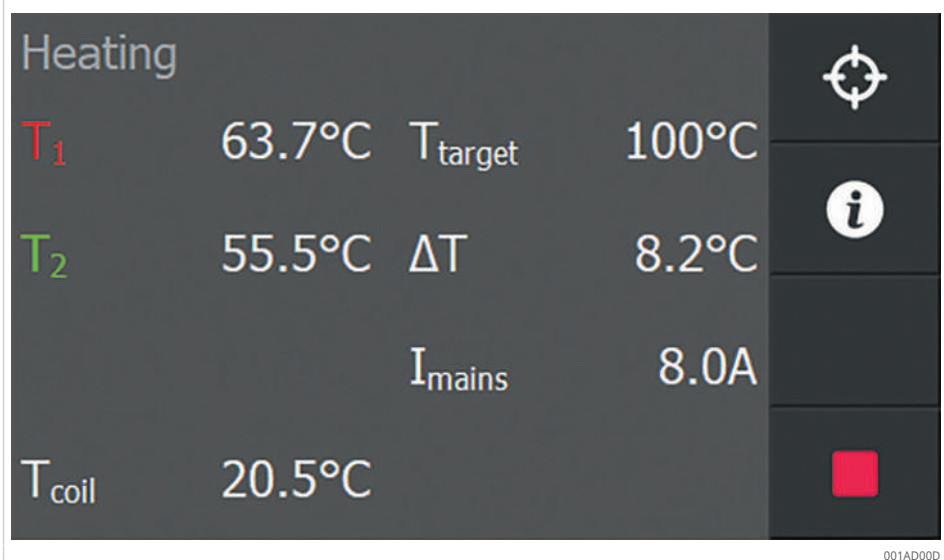 Heating
T1 63.7°C Ttarget 100°C
T2 55.5°C ΔT 8.2°C
Imains 8.0A
Tcoil 20.5°C
i
001AD00D